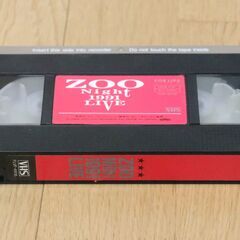 Insert this side into recorder
Do not touch the tape inside
ZOO
Night
1991
LIVE
VHS
ZOO
Night
1991
LIVE
VHS